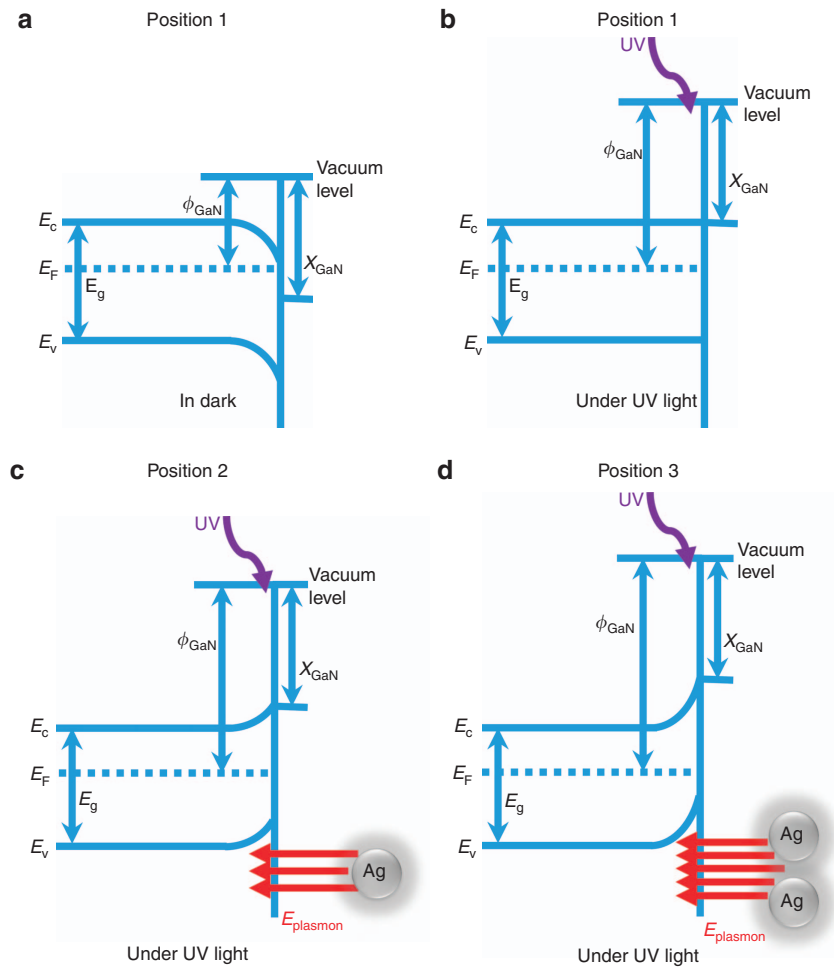 a
Position 1
Vacuum
level
ϕGaN
XGaN
Ec
EF
Eg
Ev
In dark
b
Position 1
UV
Vacuum
level
ϕGaN
XGaN
Ec
EF
Eg
Ev
Under UV light
c
Position 2
UV
Vacuum
level
ϕGaN
XGaN
Ec
EF
Eg
Ev
Ag
Eplasmon
Under UV light
d
Position 3
UV
Vacuum
level
ϕGaN
XGaN
Ec
EF
Eg
Ev
Ag
Ag
Eplasmon
Under UV light